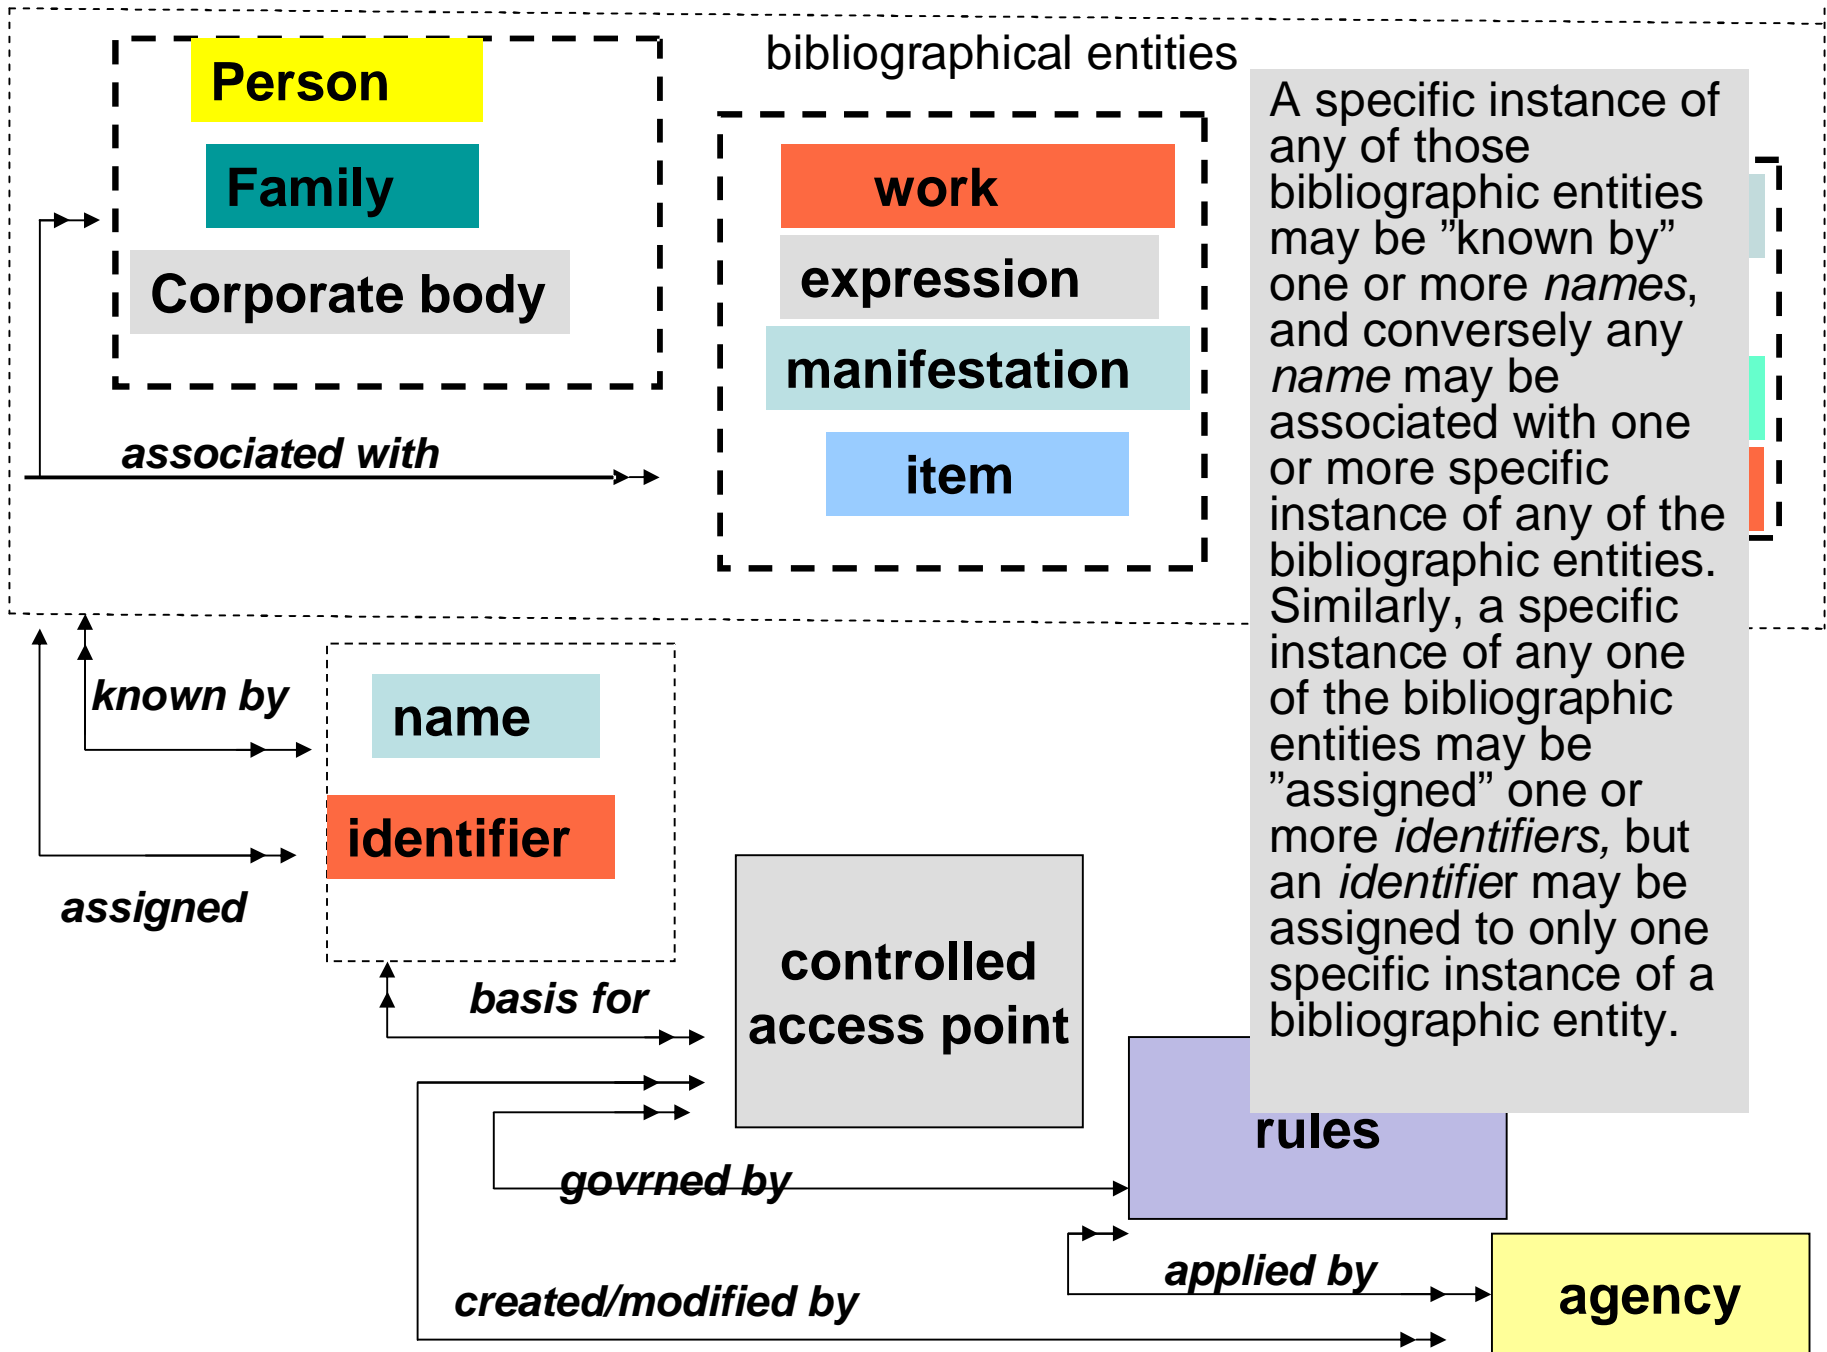 bibliographical entities
Person
Family
Corporate body
associated with
work
expression
manifestation
item
A specific instance of
any of those
bibliographic entities
may be ”known by”
one or more names,
and conversely any
name may be
associated with one
or more specific
instance of any of the
bibliographic entities.
Similarly, a specific
instance of any one
of the bibliographic
entities may be
”assigned” one or
more identifiers, but
an identifier may be
assigned to only one
specific instance of a
bibliographic entity.
known by
name
identifier
assigned
basis for
controlled
access point
rules
govrned by
applied by
created/modified by
agency